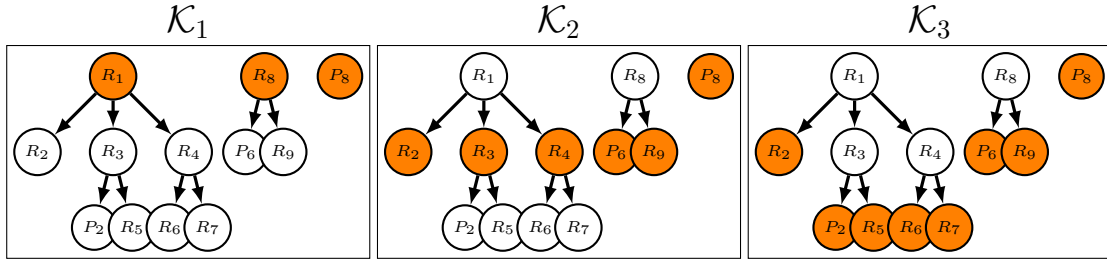 𝒦₁ 𝒦₂ 𝒦₃
R₁ R₈ P₈ R₁ R₈ P₈ R₁ R₈ P₈
R₂ R₃ R₄ P₆ R₉ R₂ R₃ R₄ P₆ R₉ R₂ R₃ R₄ P₆ R₉
P₂ R₅ R₆ R₇ P₂ R₅ R₆ R₇ P₂ R₅ R₆ R₇